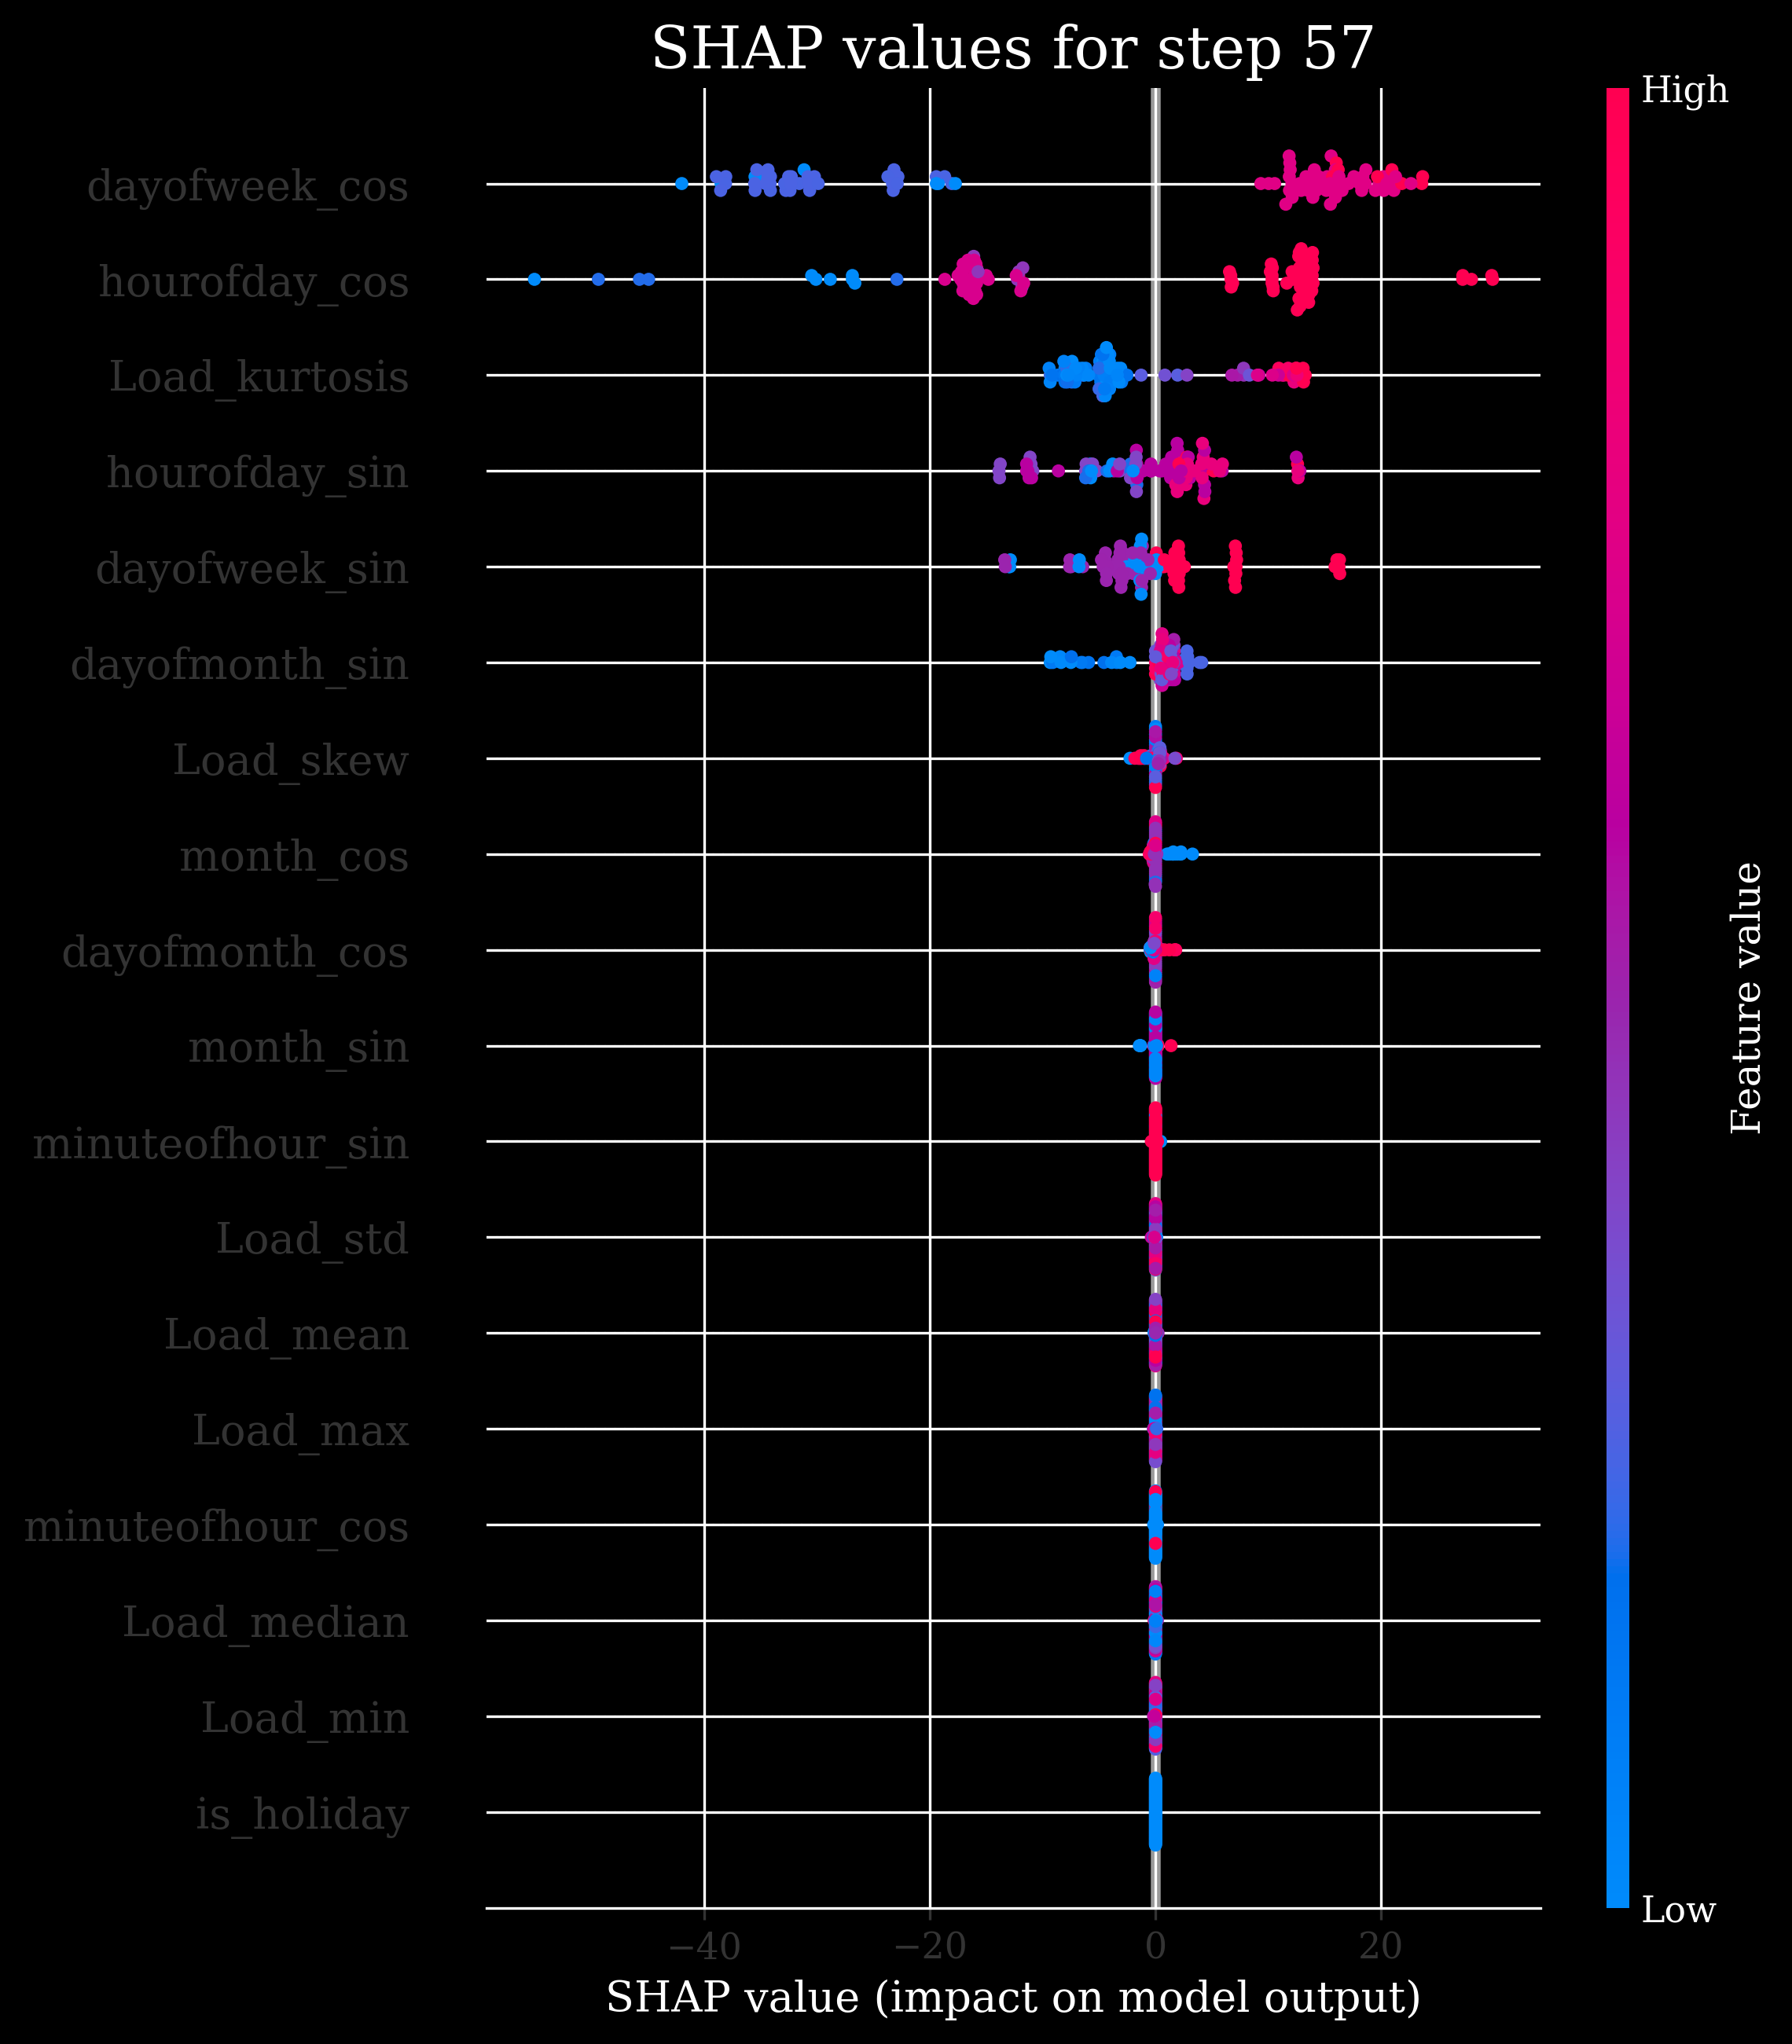 SHAP values for step 57
High
dayofweek_cos
hourofday_cos
Load_kurtosis
hourofday_sin
dayofweek_sin
dayofmonth_sin
Load_skew
month_cos
dayofmonth_cos
month_sin
minuteofhour_sin
Load_std
Load_mean
Load_max
minuteofhour_cos
Load_median
Load_min
is_holiday
Feature value
Low
−40 −20 0 20
SHAP value (impact on model output)